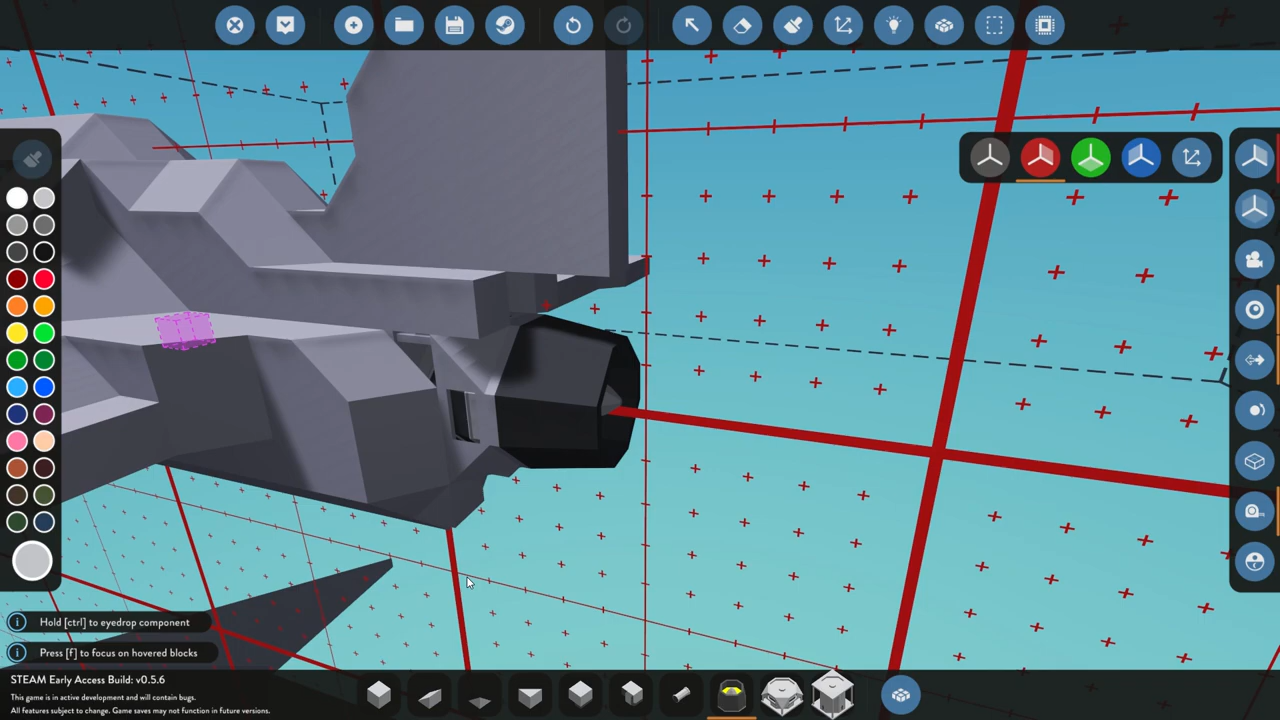 Hold [ctrl] to eyedrop component
Press [f] to focus on hovered blocks
STEAM Early Access Build: v0.5.6
This game is in active development and will contain bugs.
All features subject to change. Game saves may not function in future versions.